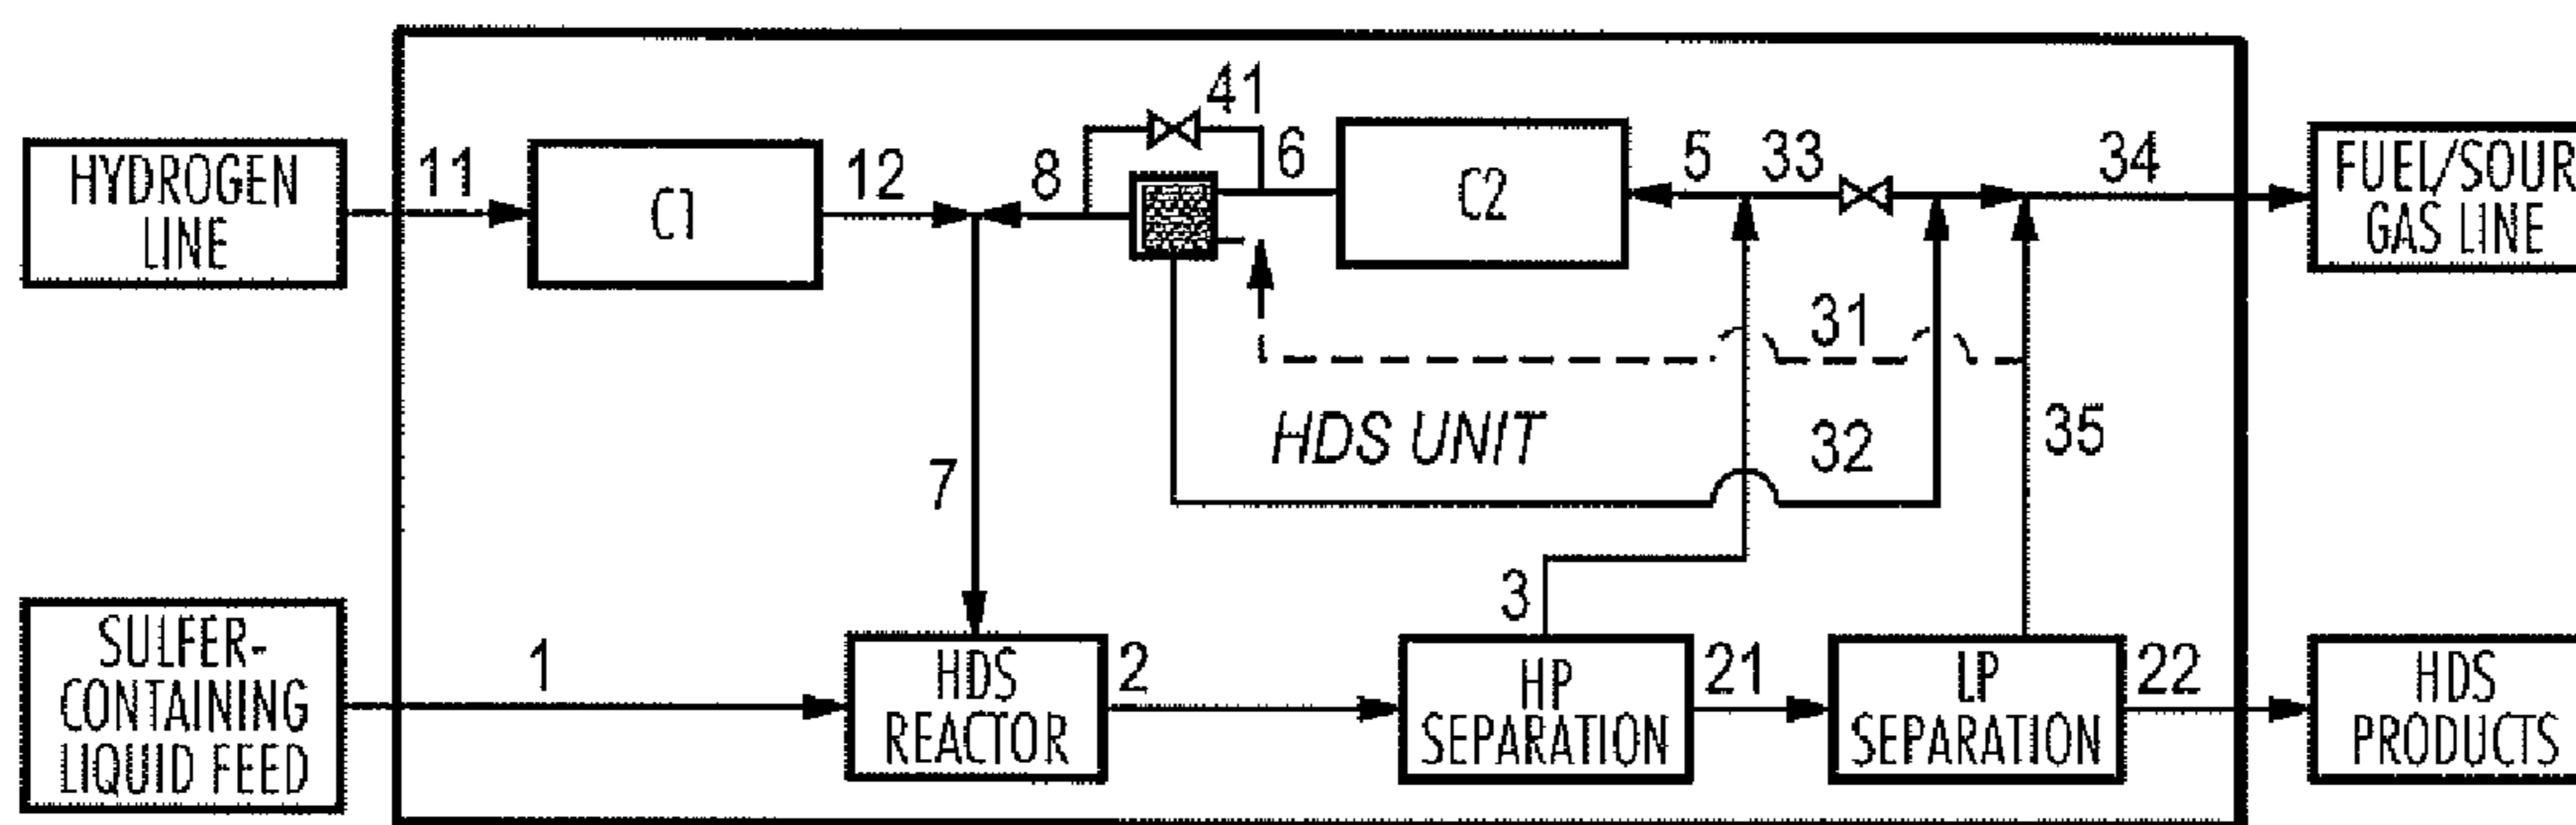 41
HYDROGEN
LINE
11
C1
12
8
6
C2
5
33
34
FUEL/SOUR
GAS LINE
31
HDS UNIT
32
35
7
3
SULFER-
CONTAINING
LIQUID FEED
1
HDS
REACTOR
2
HP
SEPARATION
21
LP
SEPARATION
22
HDS
PRODUCTS